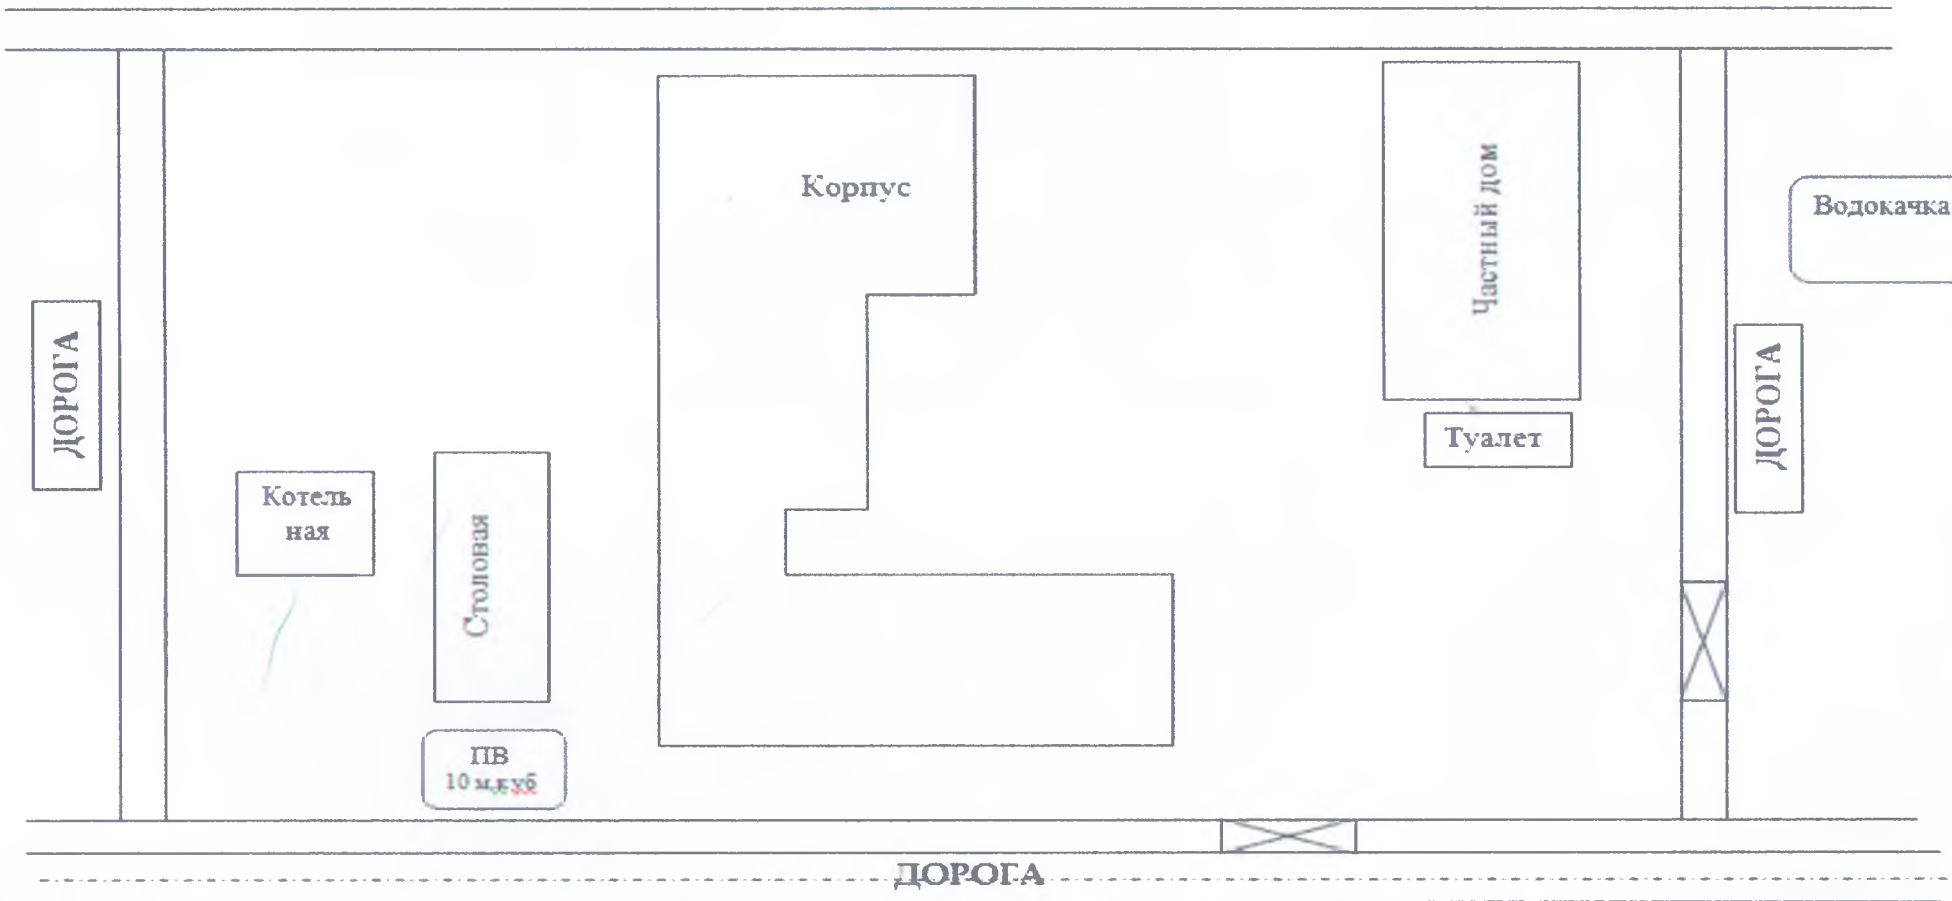 Корпус
Частный дом
Водокачка
ДОРОГА
ДОРОГА
Туалет
Котель
ная
Столовая
ПВ
10 м.куб
ДОРОГА